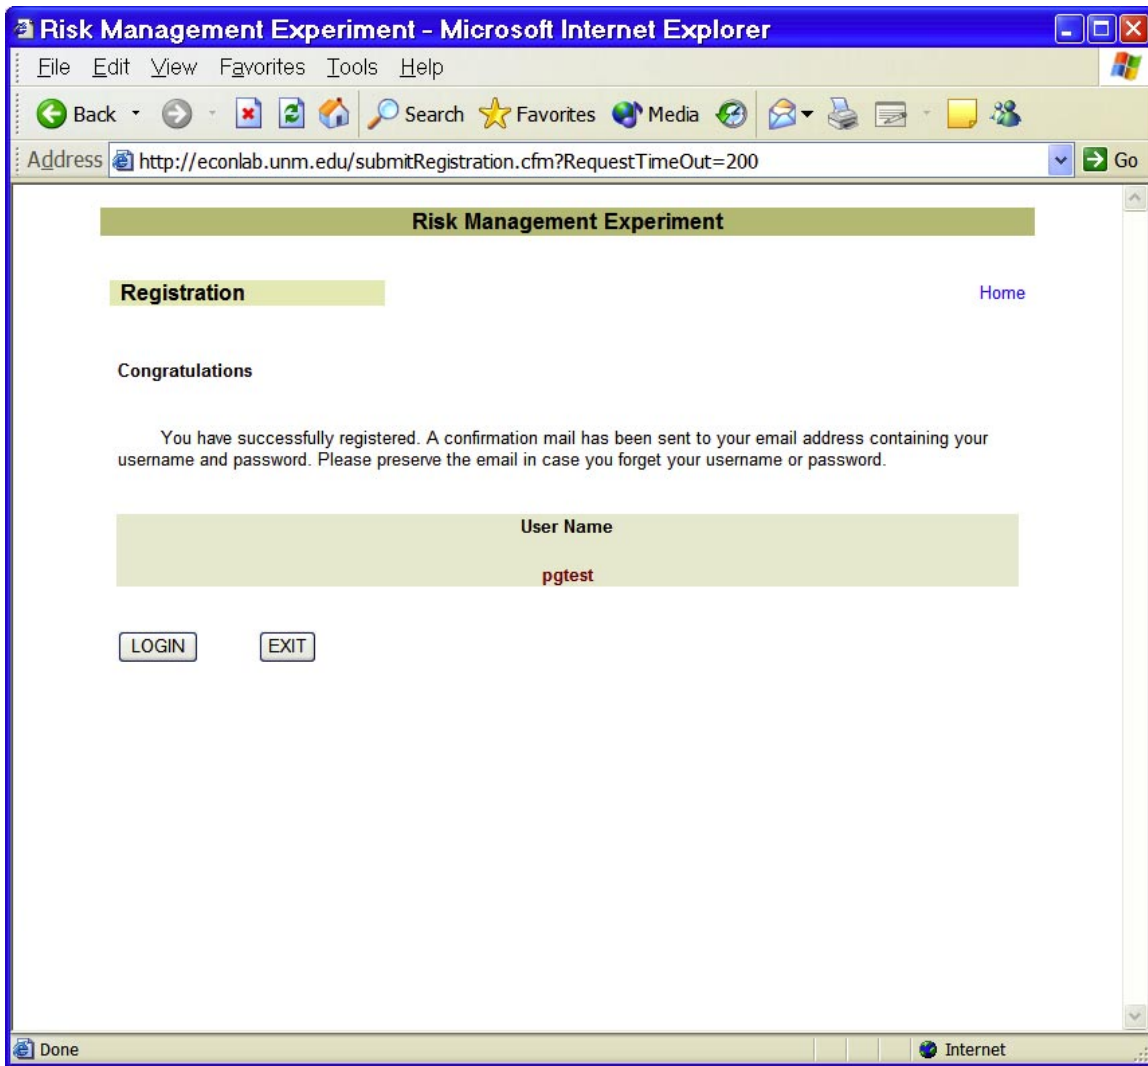 Risk Management Experiment - Microsoft Internet Explorer
File Edit View Favorites Tools Help
Back Search Favorites Media
Address http://econlab.unm.edu/submitRegistration.cfm?RequestTimeOut=200 Go
Risk Management Experiment
Registration Home
Congratulations
You have successfully registered. A confirmation mail has been sent to your email address containing your
username and password. Please preserve the email in case you forget your username or password.
User Name
pgtest
LOGIN EXIT
Done Internet